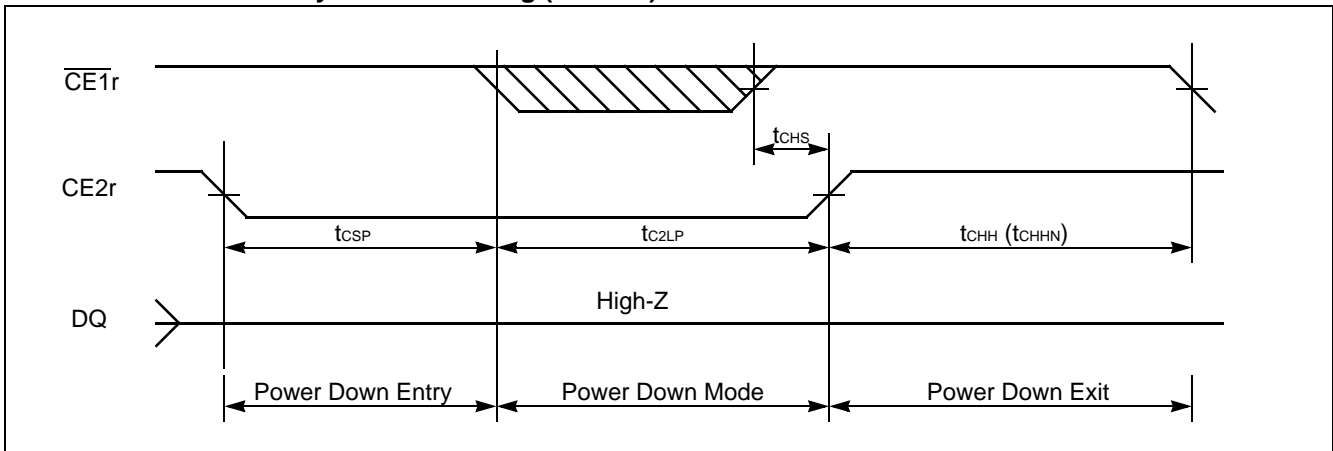 CE1r
tCHS
CE2r
tCSP tC2LP tCHH (tCHHN)
High-Z
DQ
Power Down Entry Power Down Mode Power Down Exit